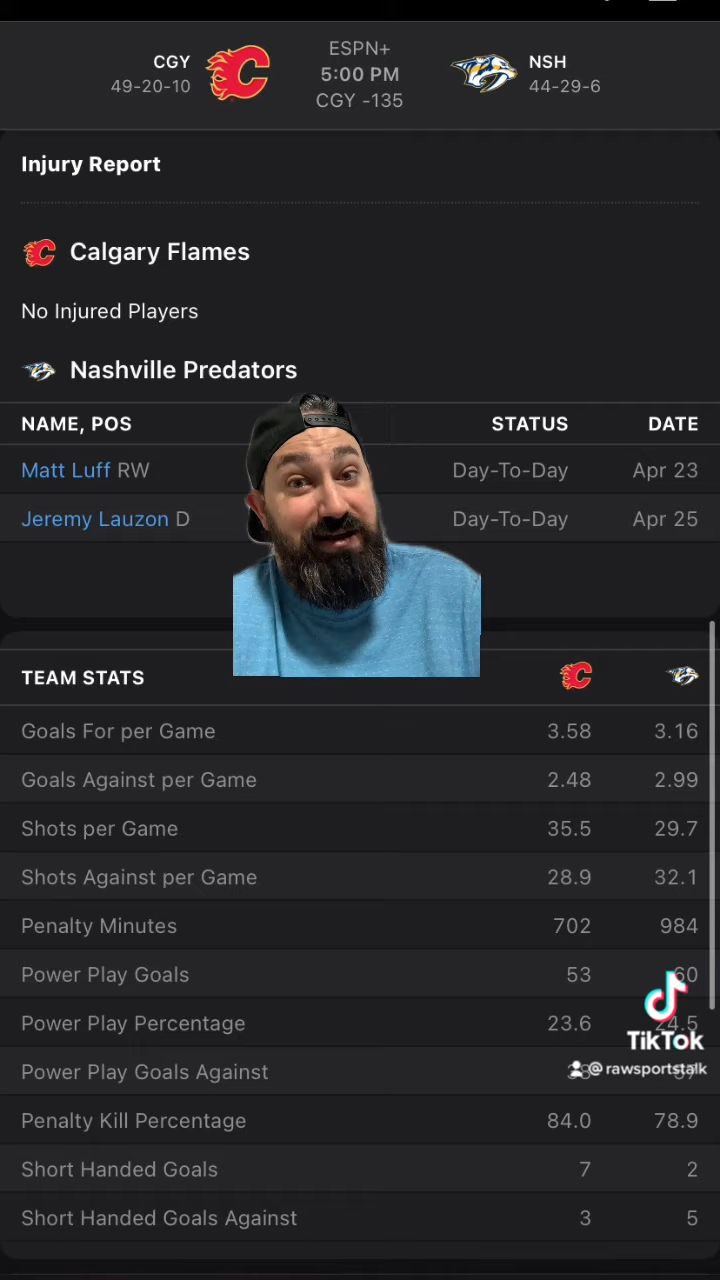 CGY
49-20-10
ESPN+
5:00 PM
CGY -135
NSH
44-29-6
Injury Report
Calgary Flames
No Injured Players
Nashville Predators
NAME, POS STATUS DATE
Matt Luff RW Day-To-Day Apr 23
Jeremy Lauzon D Day-To-Day Apr 25
TEAM STATS
Goals For per Game 3.58 3.16
Goals Against per Game 2.48 2.99
Shots per Game 35.5 29.7
Shots Against per Game 28.9 32.1
Penalty Minutes 702 984
Power Play Goals 53 60
Power Play Percentage 23.6 24.5
TikTok
Power Play Goals Against
@rawsportstalk
Penalty Kill Percentage 84.0 78.9
Short Handed Goals 7 2
Short Handed Goals Against 3 5